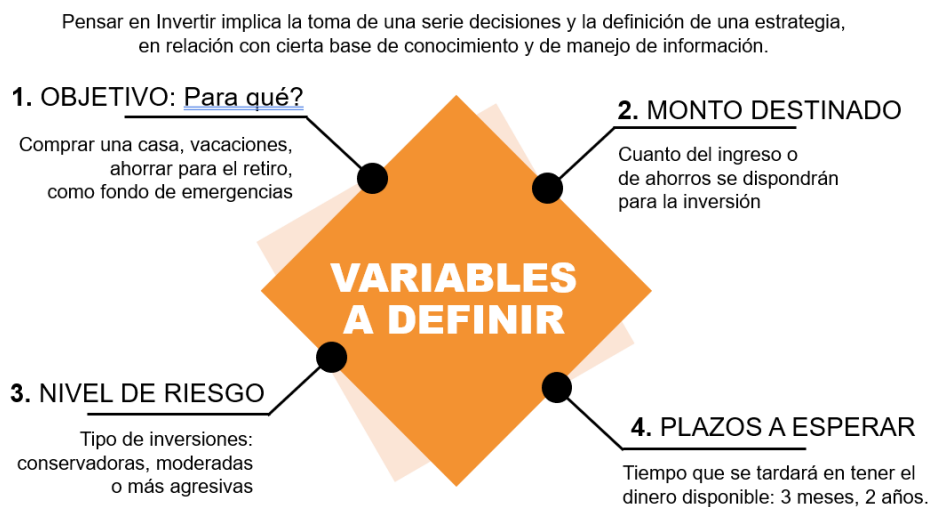 Pensar en Invertir implica la toma de una serie decisiones y la definición de una estrategia,
en relación con cierta base de conocimiento y de manejo de información.
1. OBJETIVO: Para qué?
Comprar una casa, vacaciones,
ahorrar para el retiro,
como fondo de emergencias
2. MONTO DESTINADO
Cuanto del ingreso o
de ahorros se dispondrán
para la inversión
VARIABLES
A DEFINIR
3. NIVEL DE RIESGO
Tipo de inversiones:
conservadoras, moderadas
o más agresivas
4. PLAZOS A ESPERAR
Tiempo que se tardará en tener el
dinero disponible: 3 meses, 2 años.